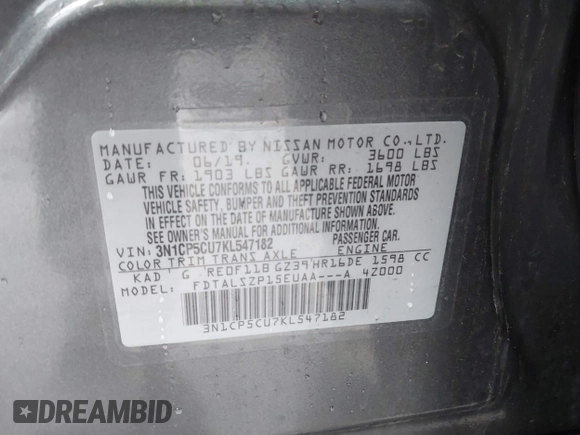 MANUFACTURED BY NISSAN MOTOR CO.,LTD.
DATE: 06/19. GVWR: 3600 LBS
GAWR FR: 1903 LBS GAWR RR: 1698 LBS
THIS VEHICLE CONFORMS TO ALL APPLICABLE FEDERAL MOTOR
VEHICLE SAFETY, BUMPER AND THEFT PREVENTION STANDARDS
IN EFFECT ON THE DATE OF MANUFACTURE SHOWN ABOVE.
SEE OWNER'S MANUAL FOR ADDITIONAL INFORMATION
VIN: 3N1CP5CU7KL547182 PASSENGER CAR.
COLOR TRIM TRANS AXLE ENGINE
KAD G RE0F11B GZ39 HR16DE 1598 CC
MODEL: FDTALSZP15EUAA---A 4Z000
3N1CP5CU7KL547182
DREAMBID